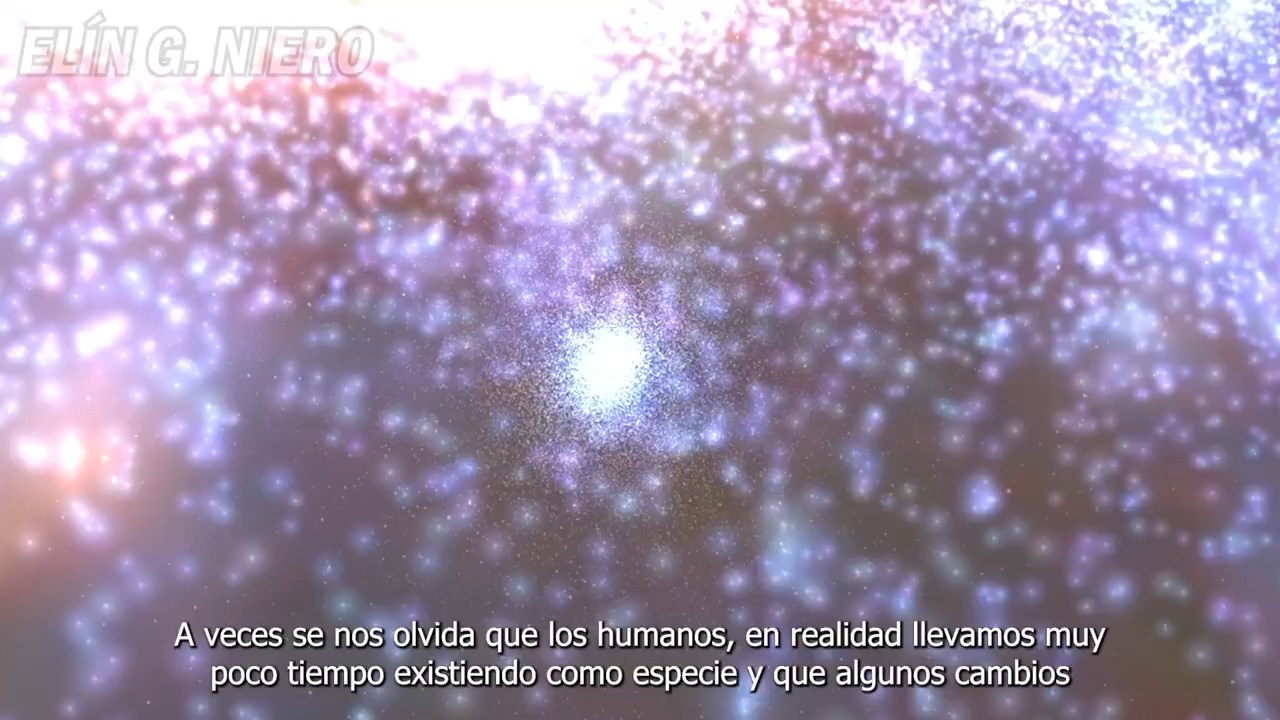 ELÍN G. NIERO
A veces se nos olvida que los humanos, en realidad llevamos muy
poco tiempo existiendo como especie y que algunos cambios